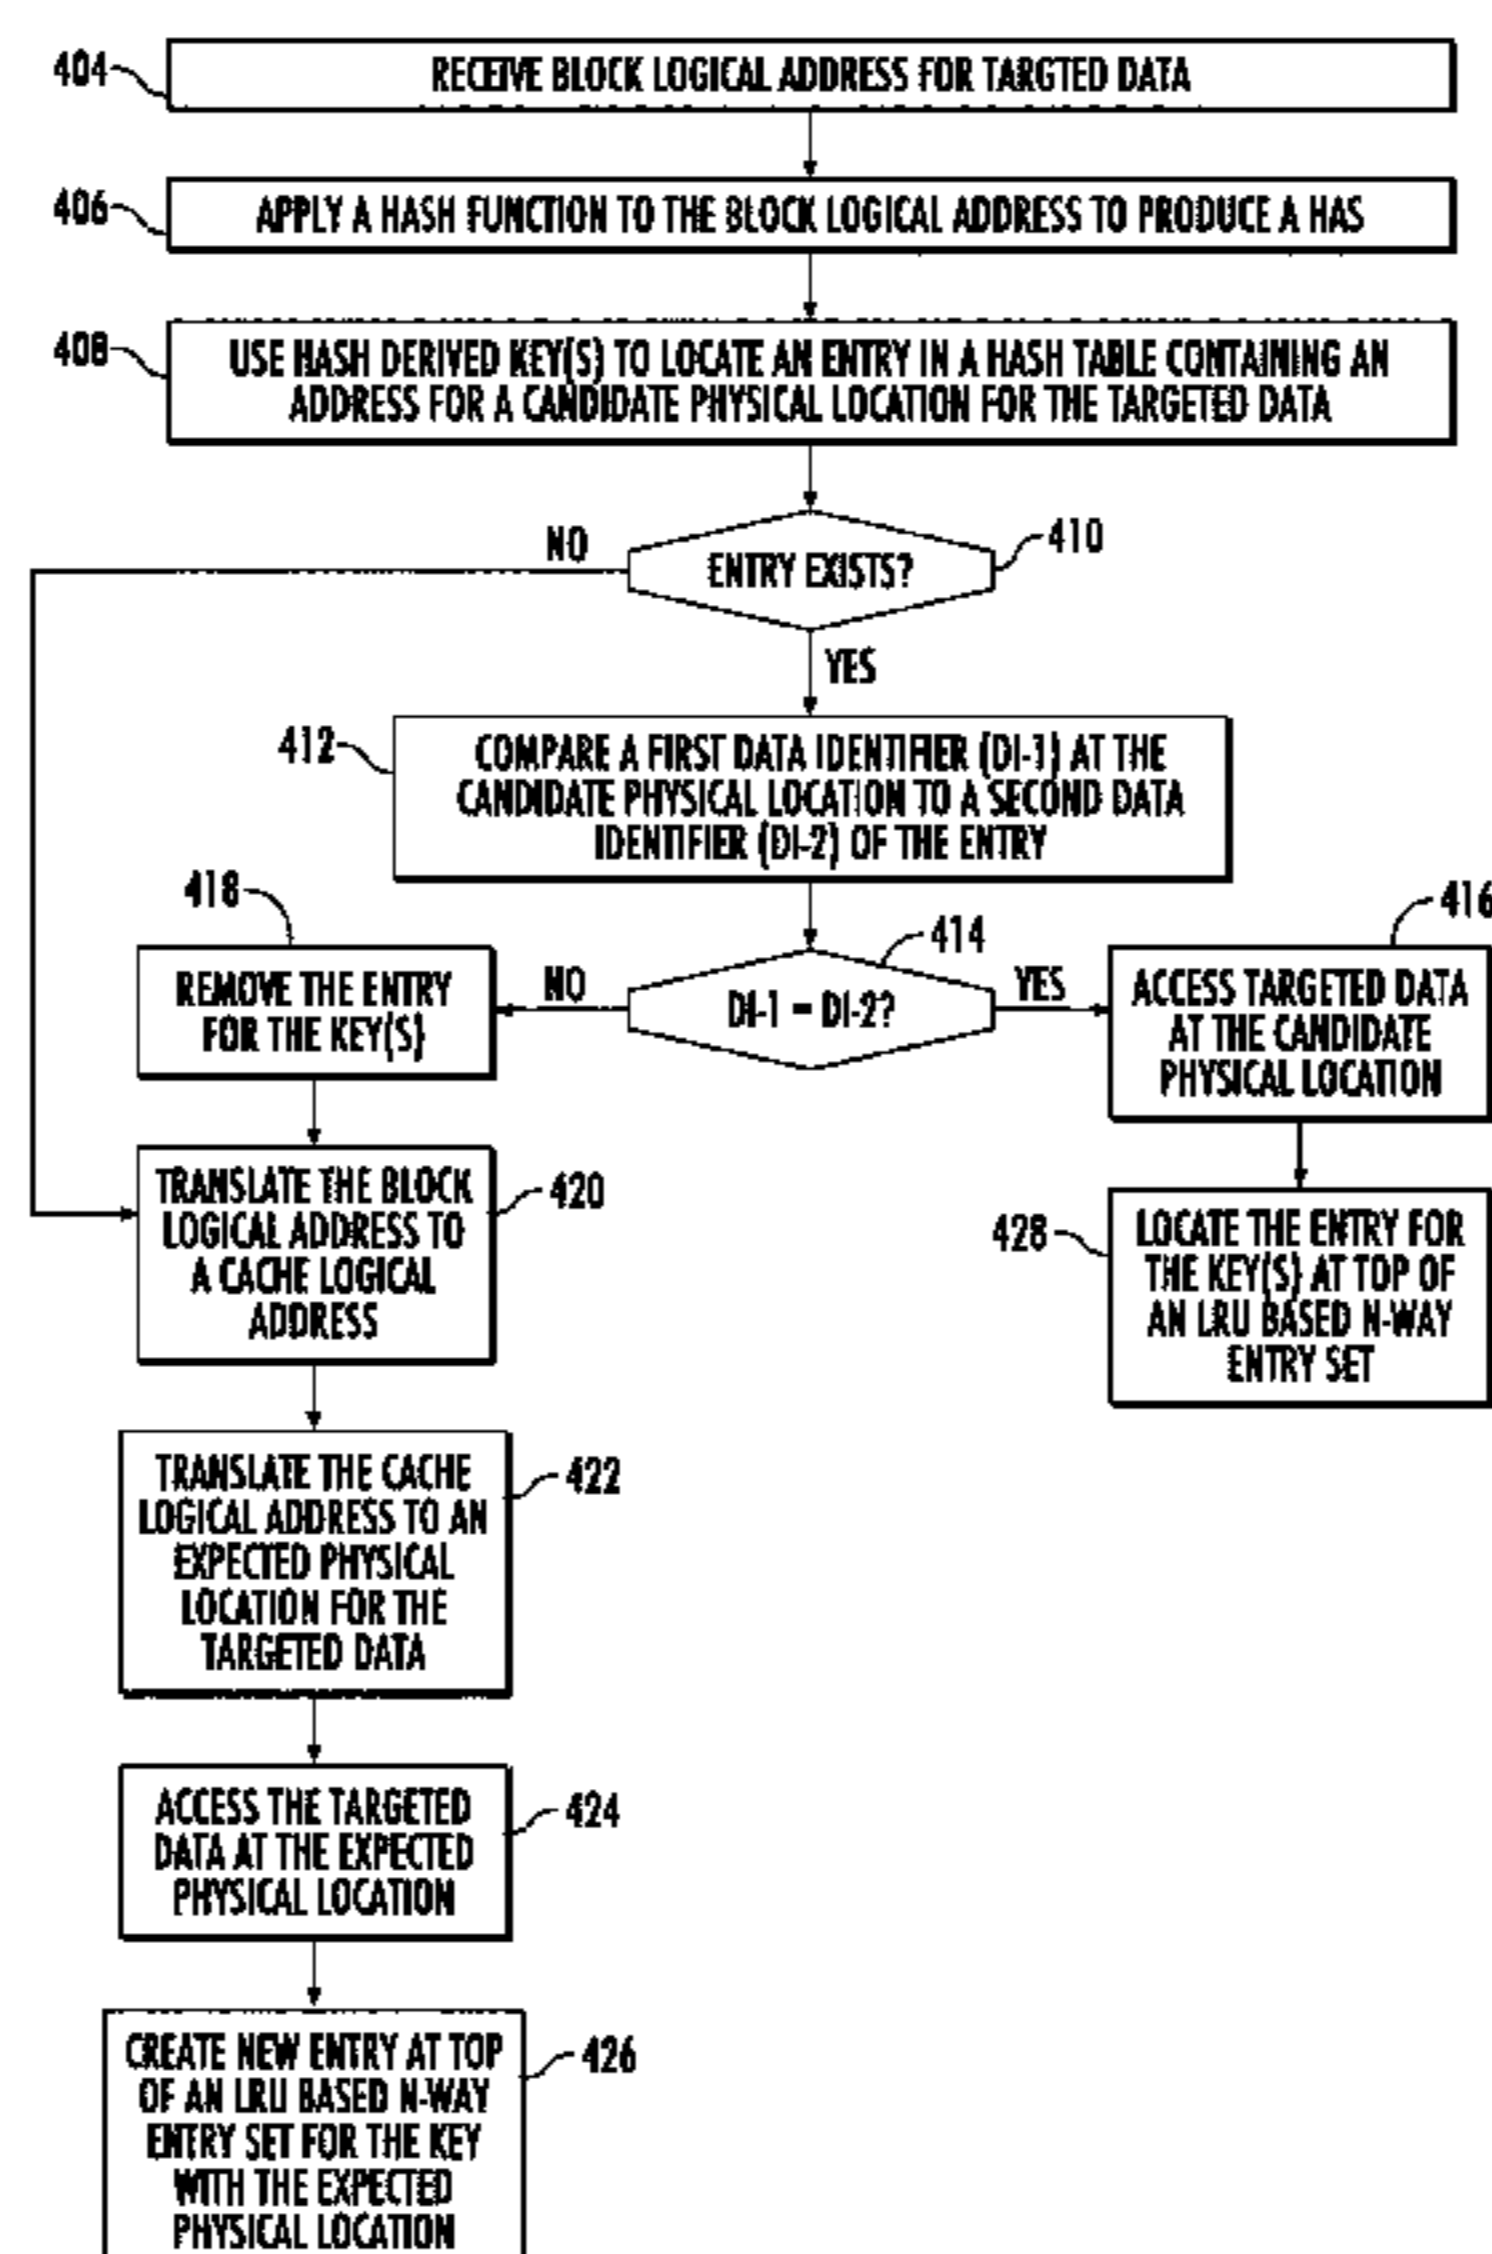 404
RECEIVE BLOCK LOGICAL ADDRESS FOR TARGTED DATA
406
APPLY A HASH FUNCTION TO THE BLOCK LOGICAL ADDRESS TO PRODUCE A HAS
408
USE HASH DERIVED KEY(S) TO LOCATE AN ENTRY IN A HASH TABLE CONTAINING AN
ADDRESS FOR A CANDIDATE PHYSICAL LOCATION FOR THE TARGETED DATA
NO
410
ENTRY EXISTS?
YES
412
COMPARE A FIRST DATA IDENTIFIER (DI-1) AT THE
CANDIDATE PHYSICAL LOCATION TO A SECOND DATA
IDENTIFIER (DI-2) OF THE ENTRY
418
414
416
REMOVE THE ENTRY
FOR THE KEY(S)
NO
DI-1 = DI-2?
YES
ACCESS TARGETED DATA
AT THE CANDIDATE
PHYSICAL LOCATION
TRANSLATE THE BLOCK
LOGICAL ADDRESS TO
A CACHE LOGICAL
ADDRESS
420
428
LOCATE THE ENTRY FOR
THE KEY(S) AT TOP OF
AN LRU BASED N-WAY
ENTRY SET
TRANSLATE THE CACHE
LOGICAL ADDRESS TO AN
EXPECTED PHYSICAL
LOCATION FOR THE
TARGETED DATA
422
ACCESS THE TARGETED
DATA AT THE EXPECTED
PHYSICAL LOCATION
424
CREATE NEW ENTRY AT TOP
OF AN LRU BASED N-WAY
ENTRY SET FOR THE KEY
WITH THE EXPECTED
PHYSICAL LOCATION
426